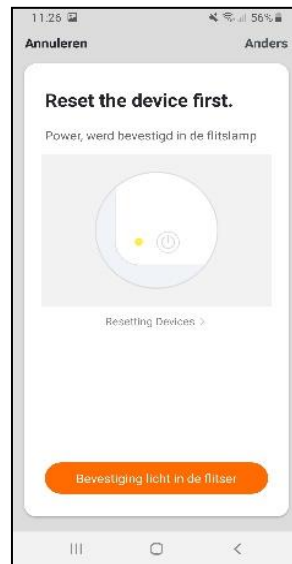 11.26 56%
Annuleren Anders
Reset the device first.
Power, werd bevestigd in de flitslamp
Resetting Devices >
Bevestiging licht in de flitser